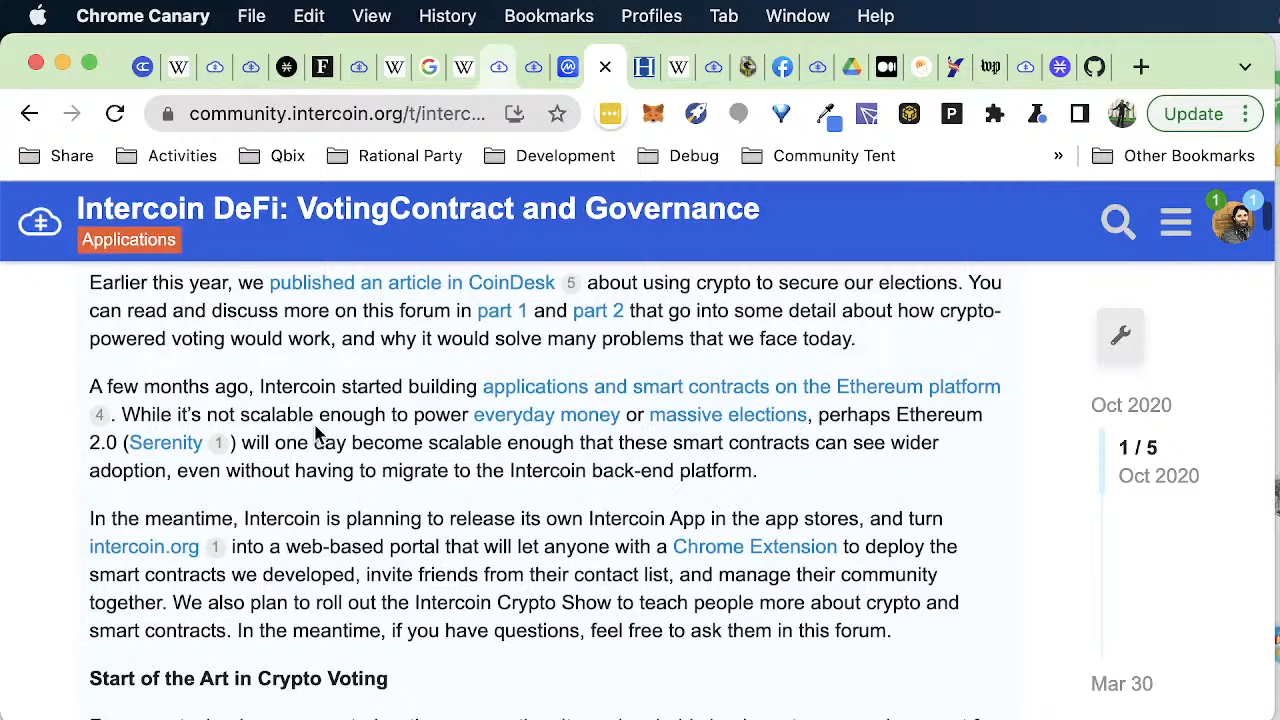 Chrome Canary File Edit View History Bookmarks Profiles Tab Window Help
community.intercoin.org/t/interc... Update
Share Activities Qbix Rational Party Development Debug Community Tent » Other Bookmarks
Intercoin DeFi: VotingContract and Governance
Applications
1 1
Earlier this year, we published an article in CoinDesk 5 about using crypto to secure our elections. You
can read and discuss more on this forum in part 1 and part 2 that go into some detail about how crypto-
powered voting would work, and why it would solve many problems that we face today.
A few months ago, Intercoin started building applications and smart contracts on the Ethereum platform
4 . While it's not scalable enough to power everyday money or massive elections, perhaps Ethereum
2.0 (Serenity 1 ) will one day become scalable enough that these smart contracts can see wider
adoption, even without having to migrate to the Intercoin back-end platform.
In the meantime, Intercoin is planning to release its own Intercoin App in the app stores, and turn
intercoin.org 1 into a web-based portal that will let anyone with a Chrome Extension to deploy the
smart contracts we developed, invite friends from their contact list, and manage their community
together. We also plan to roll out the Intercoin Crypto Show to teach people more about crypto and
smart contracts. In the meantime, if you have questions, feel free to ask them in this forum.
Start of the Art in Crypto Voting
Oct 2020
1 / 5
Oct 2020
Mar 30